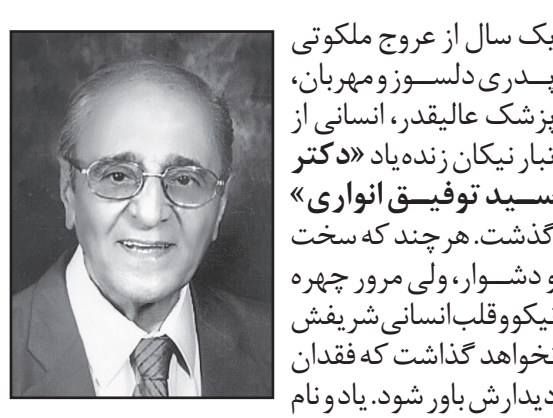 یک سال از عروج ملکوتی
پدری دلسوز و مهربان،
پزشک عالیقدر، انسانی از
تبار نیکان زنده‌یاد «دکتر
سید توفیق انواری»
گذشت. هر چند که سخت
و دشوار، ولی مرور چهره
نیکو و قلب انسانی شریفش
نخواهد گذاشت که فقدان
دیدارش باور شود. یاد و نام